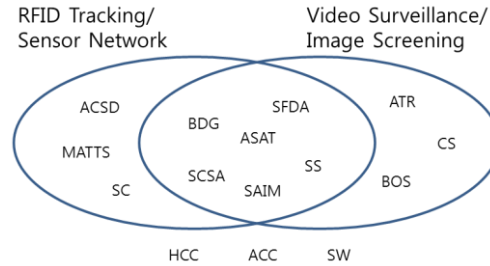 RFID Tracking/
Sensor Network
Video Surveillance/
Image Screening
ACSD
MATTS
SC
BDG
SFDA
ASAT
SCSA
SS
SAIM
ATR
CS
BOS
HCC ACC SW